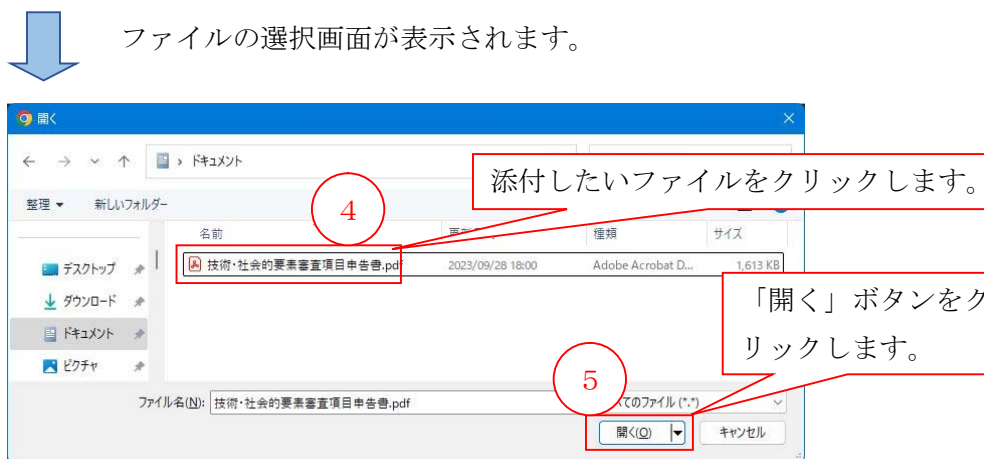 ファイルの選択画面が表示されます。
開く
ドキュメント
添付したいファイルをクリックします。
4
整理 新しいフォルダー
名前 種類 サイズ
デスクトップ
技術・社会的要素審査項目申告書.pdf 2023/09/28 18:00 Adobe Acrobat D... 1,613 KB
ダウンロード
ドキュメント
「開く」ボタンをク
リックします。
ピクチャ
5
ファイル名(N): 技術・社会的要素審査項目申告書.pdf てのファイル (*.*)
開く(O) キャンセル